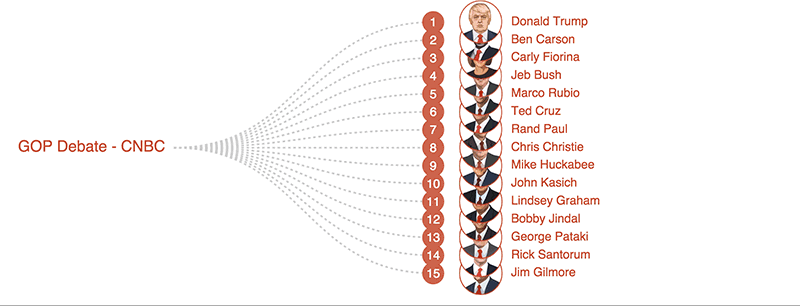 GOP Debate - CNBC
1 Donald Trump
2 Ben Carson
3 Carly Fiorina
4 Jeb Bush
5 Marco Rubio
6 Ted Cruz
7 Rand Paul
8 Chris Christie
9 Mike Huckabee
10 John Kasich
11 Lindsey Graham
12 Bobby Jindal
13 George Pataki
14 Rick Santorum
15 Jim Gilmore